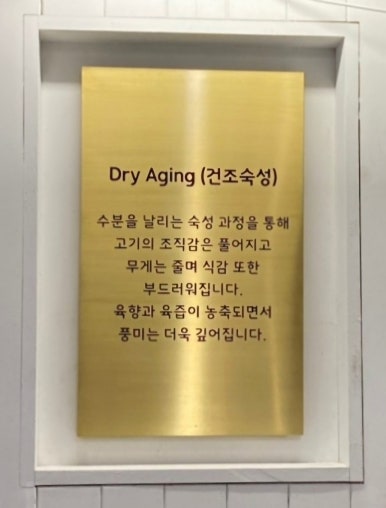 Dry Aging (건조숙성)
수분을 날리는 숙성 과정을 통해
고기의 조직감은 풀어지고
무게는 줄며 식감 또한
부드러워집니다.
육향과 육즙이 농축되면서
풍미는 더욱 깊어집니다.